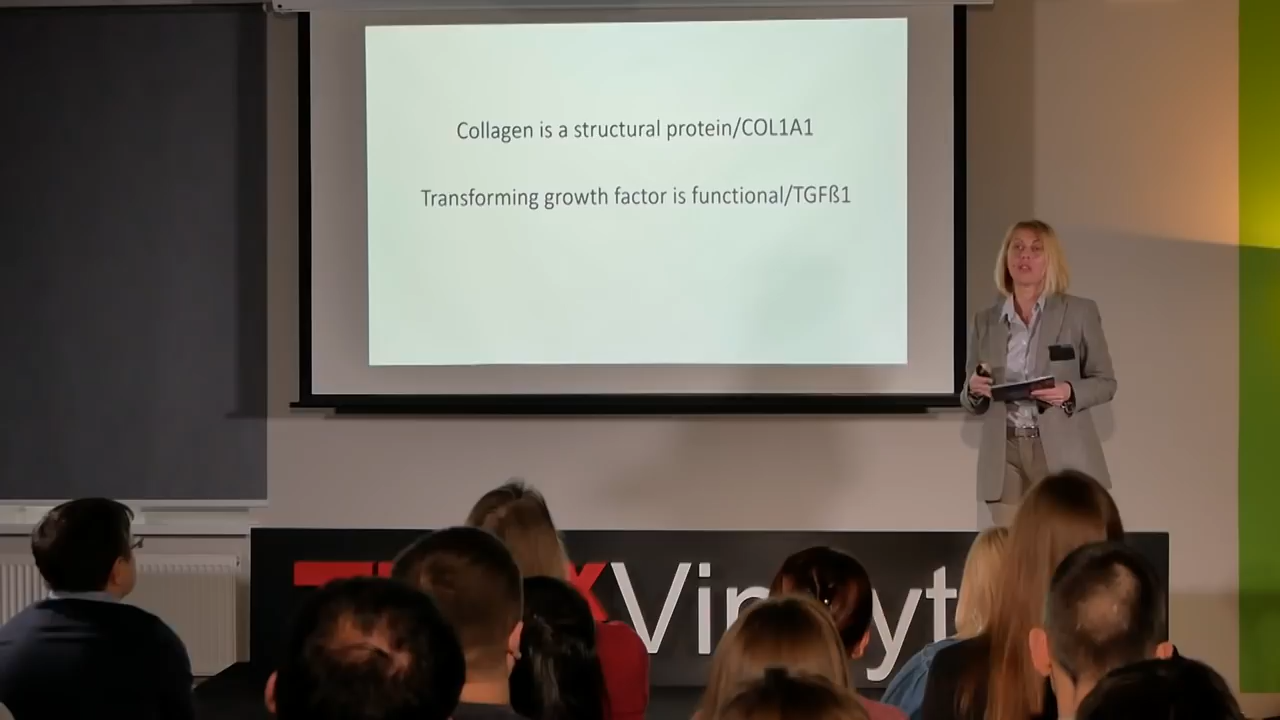 Collagen is a structural protein/COL1A1
Transforming growth factor is functional/TGFß1